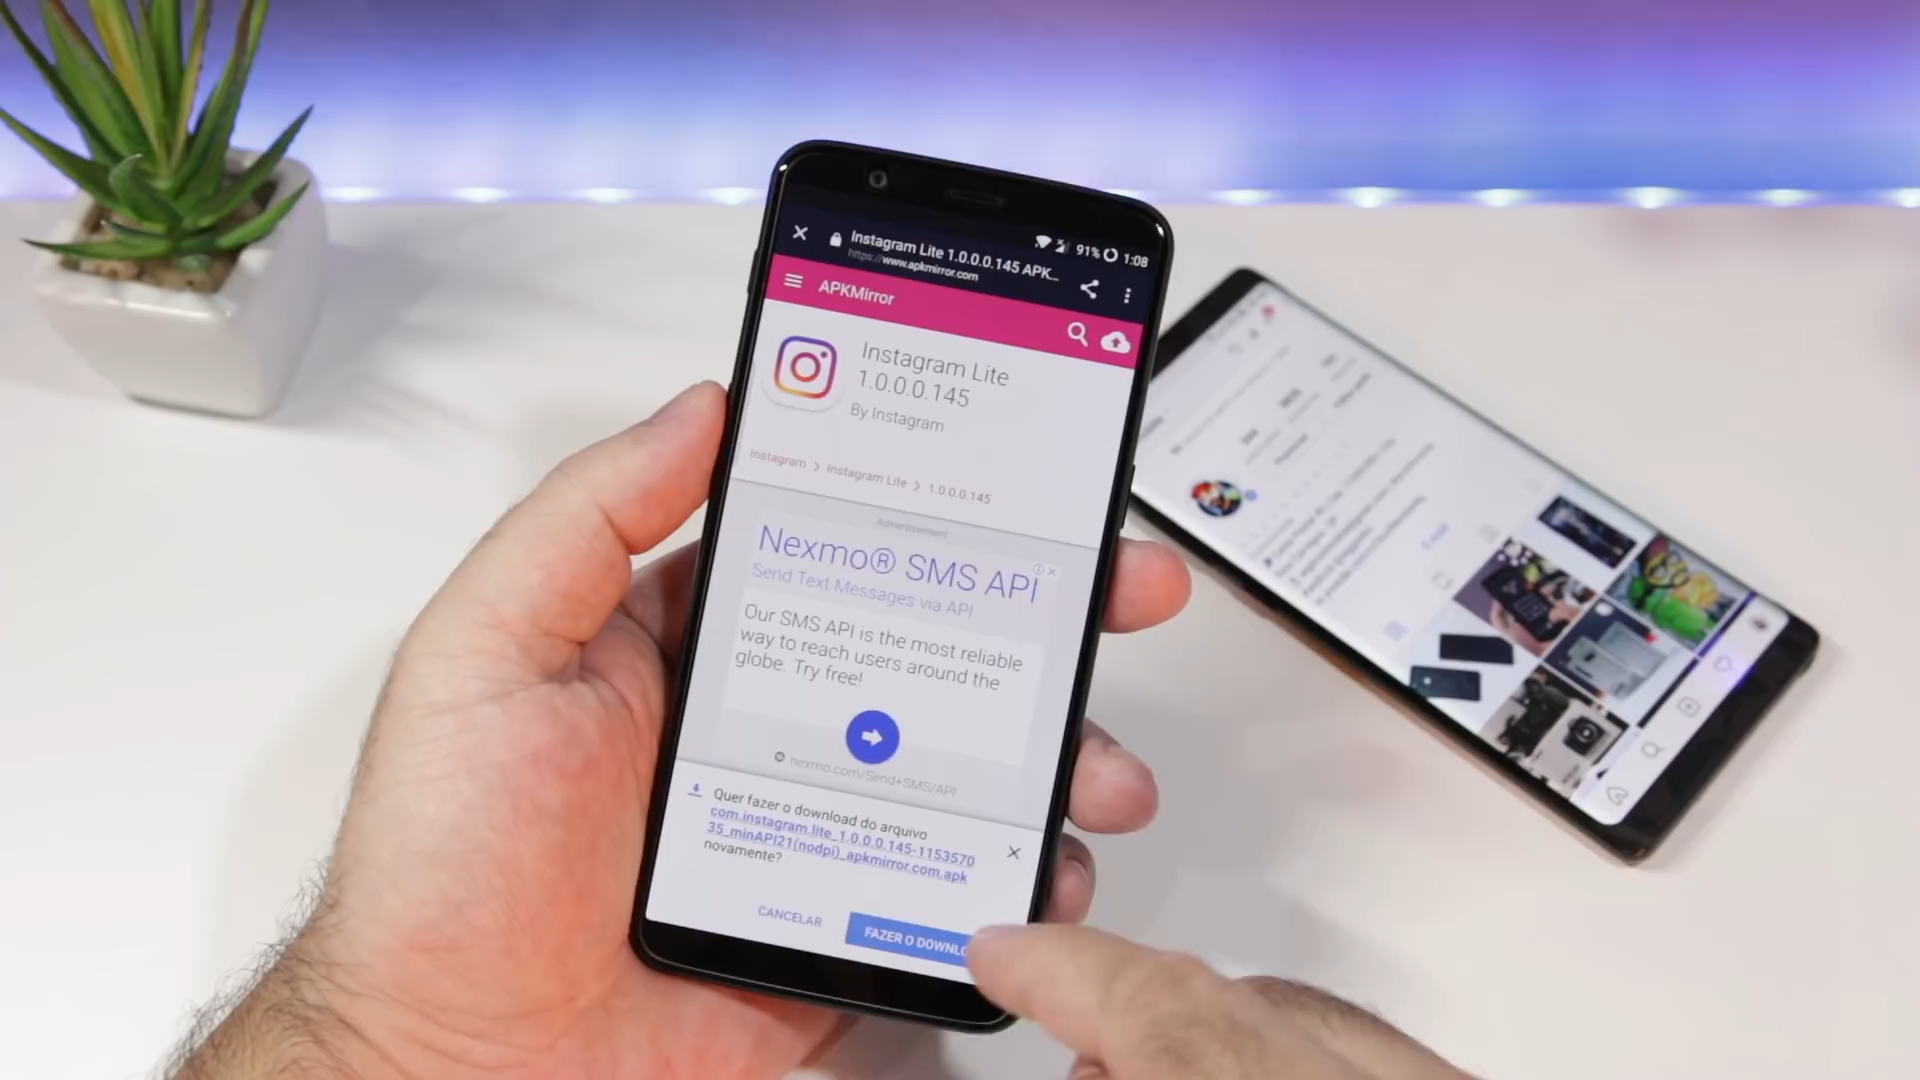 Instagram Lite 1.0.0.0.145 APK...
91% 1:08
https://www.apkmirror.com
APKMirror
Instagram Lite
1.0.0.0.145
By Instagram
Instagram > Instagram Lite > 1.0.0.0.145
Advertisement
Nexmo® SMS API
Send Text Messages via API
Our SMS API is the most reliable
way to reach users around the
globe. Try free!
nexmo.com/Send+SMS/API
Quer fazer o download do arquivo
com.instagram.lite_1.0.0.0.145-1153570
35_minAPI21(nodpi)_apkmirror.com.apk
novamente?
CANCELAR
FAZER O DOWNLO